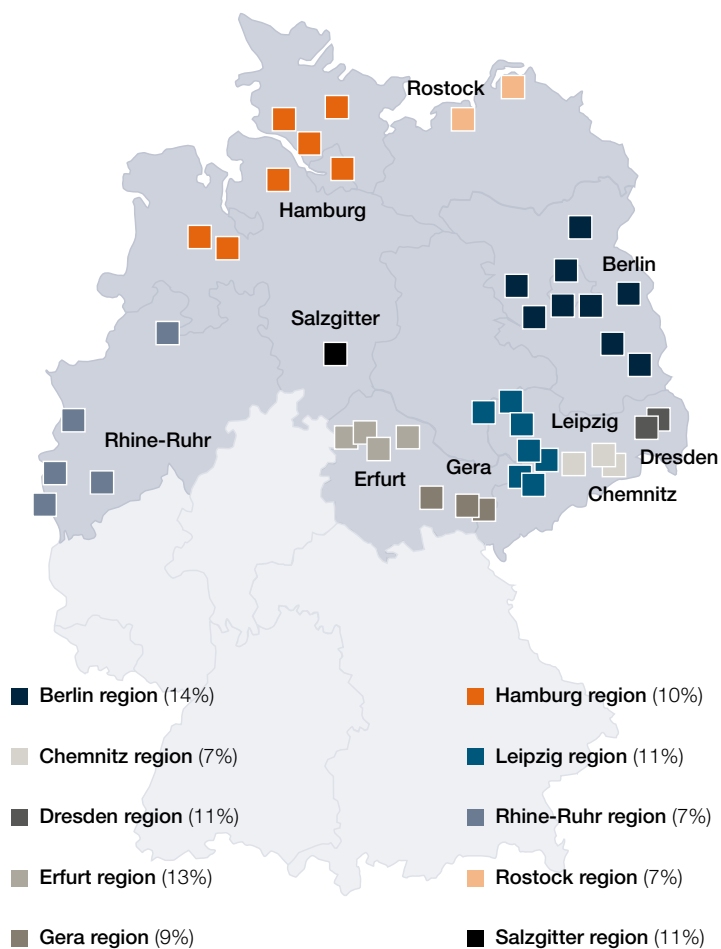 Rostock
Hamburg
Berlin
Salzgitter
Rhine-Ruhr
Leipzig
Dresden
Erfurt
Gera
Chemnitz
Berlin region (14%)
Hamburg region (10%)
Chemnitz region (7%)
Leipzig region (11%)
Dresden region (11%)
Rhine-Ruhr region (7%)
Erfurt region (13%)
Rostock region (7%)
Gera region (9%)
Salzgitter region (11%)